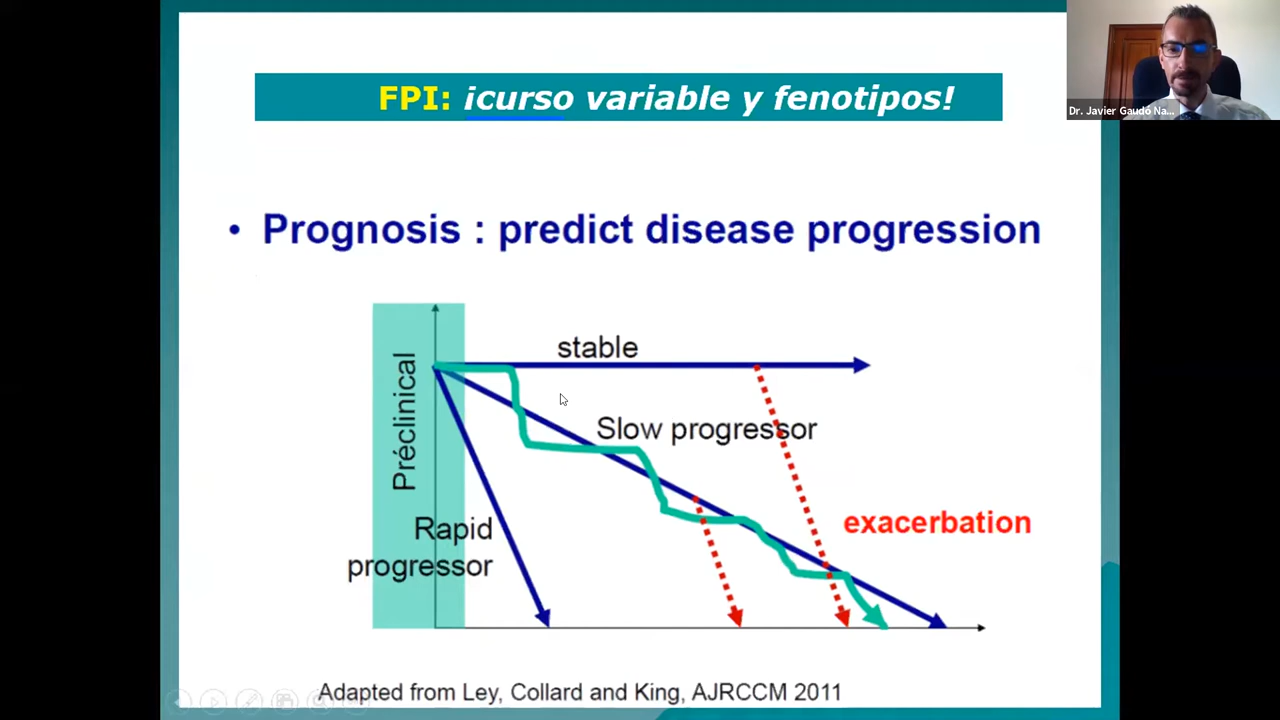 FPI: ¡curso variable y fenotipos!
Dr. Javier Gaudó Na...
• Prognosis : predict disease progression
stable
Préclinical
Slow progressor
Rapid
progressor
exacerbation
Adapted from Ley, Collard and King, AJRCCM 2011